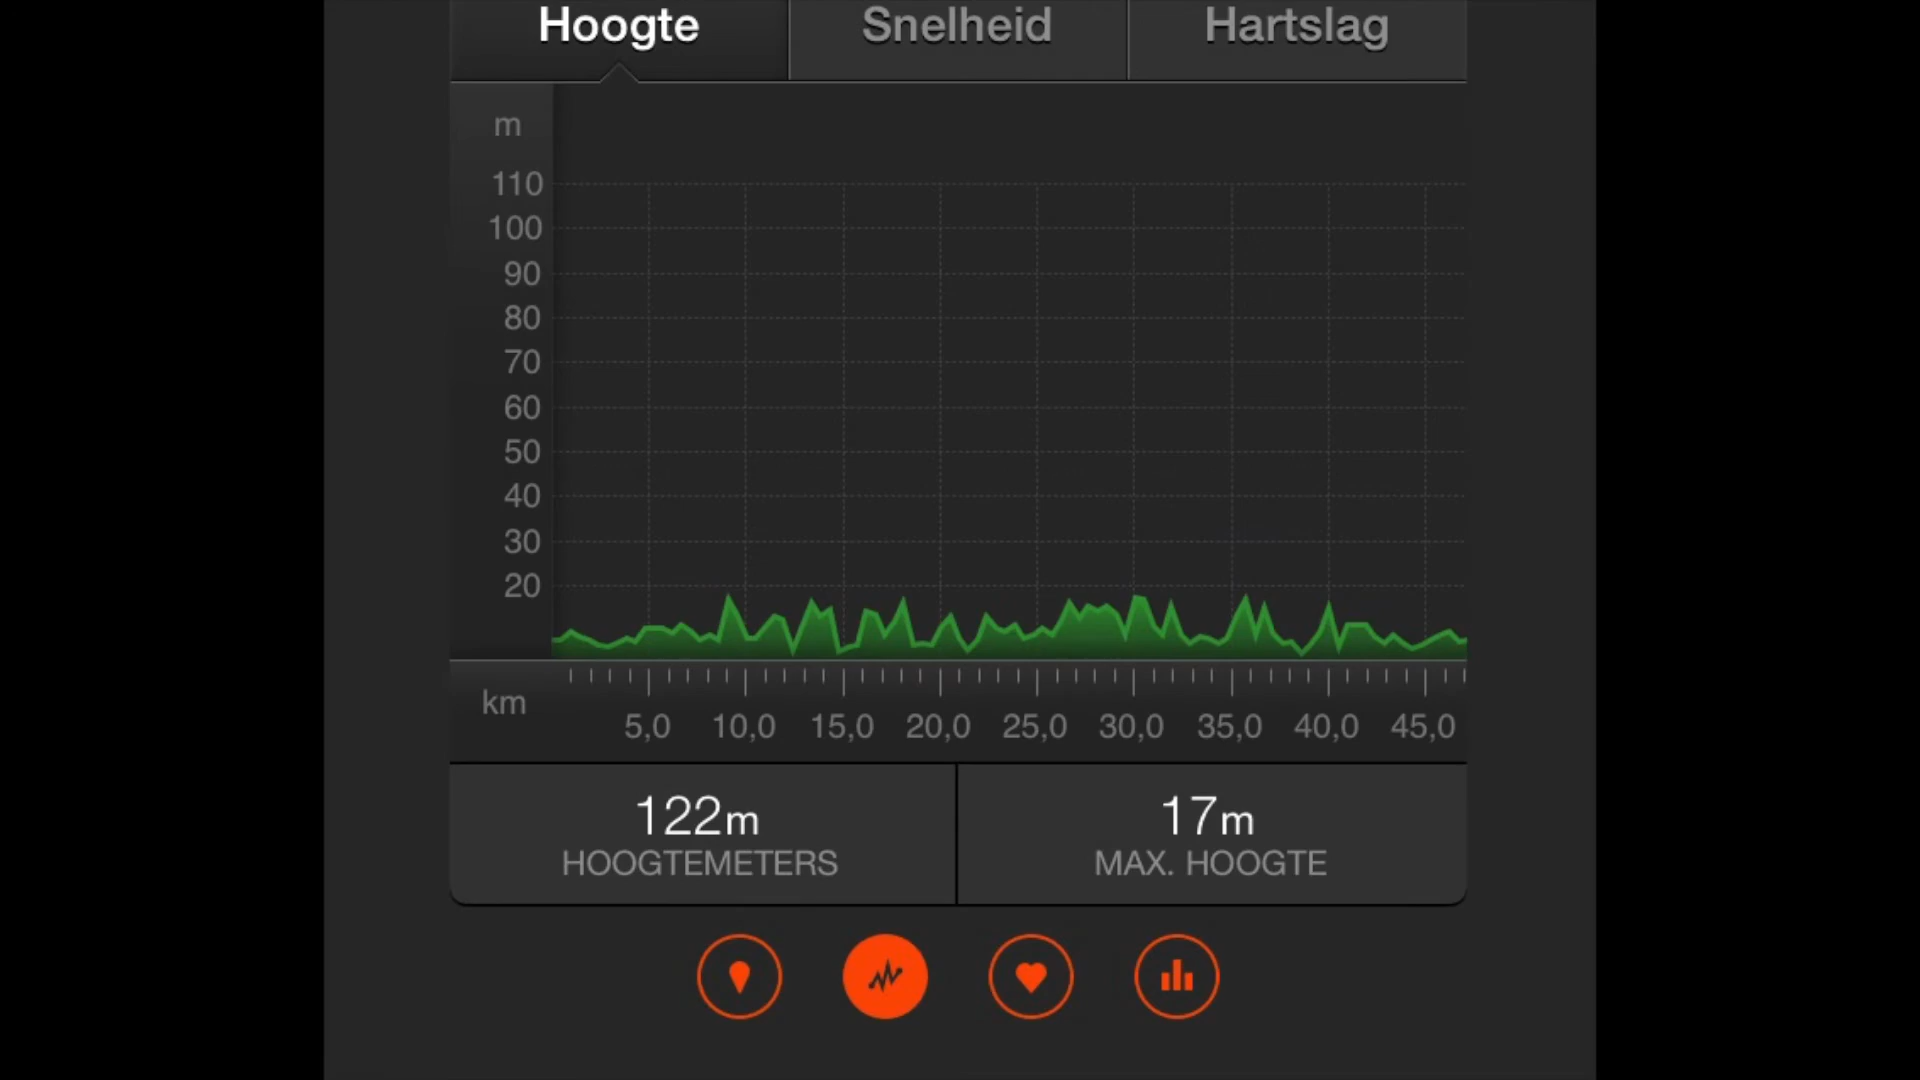 Hoogte Snelheid Hartslag
m
110
100
90
80
70
60
50
40
30
20
km
5,0 10,0 15,0 20,0 25,0 30,0 35,0 40,0 45,0
122m 17m
HOOGTEMETERS MAX. HOOGTE